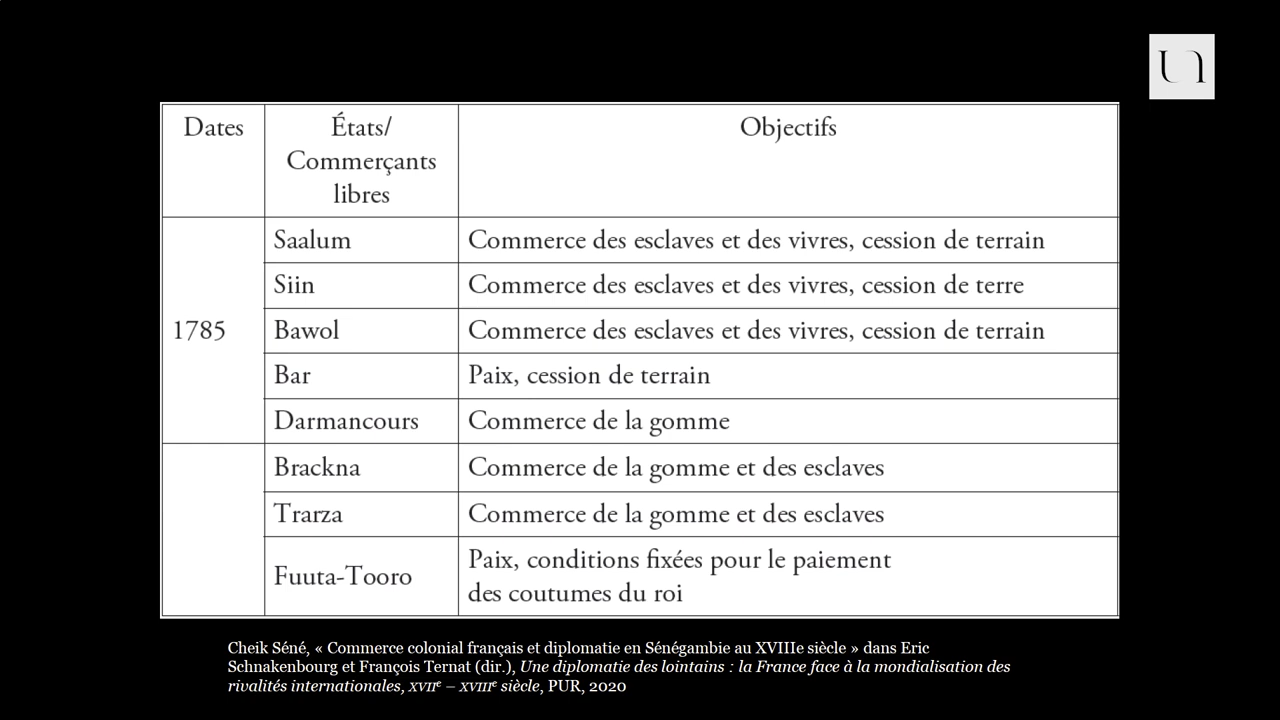 Dates
États/
Commerçants
libres
Objectifs
1785
Saalum
Commerce des esclaves et des vivres, cession de terrain
Siin
Commerce des esclaves et des vivres, cession de terre
Bawol
Commerce des esclaves et des vivres, cession de terrain
Bar
Paix, cession de terrain
Darmancours
Commerce de la gomme
Brackna
Commerce de la gomme et des esclaves
Trarza
Commerce de la gomme et des esclaves
Fuuta-Tooro
Paix, conditions fixées pour le paiement
des coutumes du roi
Cheik Séné, « Commerce colonial français et diplomatie en Sénégambie au XVIIIe siècle » dans Eric
Schnakenbourg et François Ternat (dir.), Une diplomatie des lointains : la France face à la mondialisation des
rivalités internationales, XVIIe – XVIIIe siècle, PUR, 2020